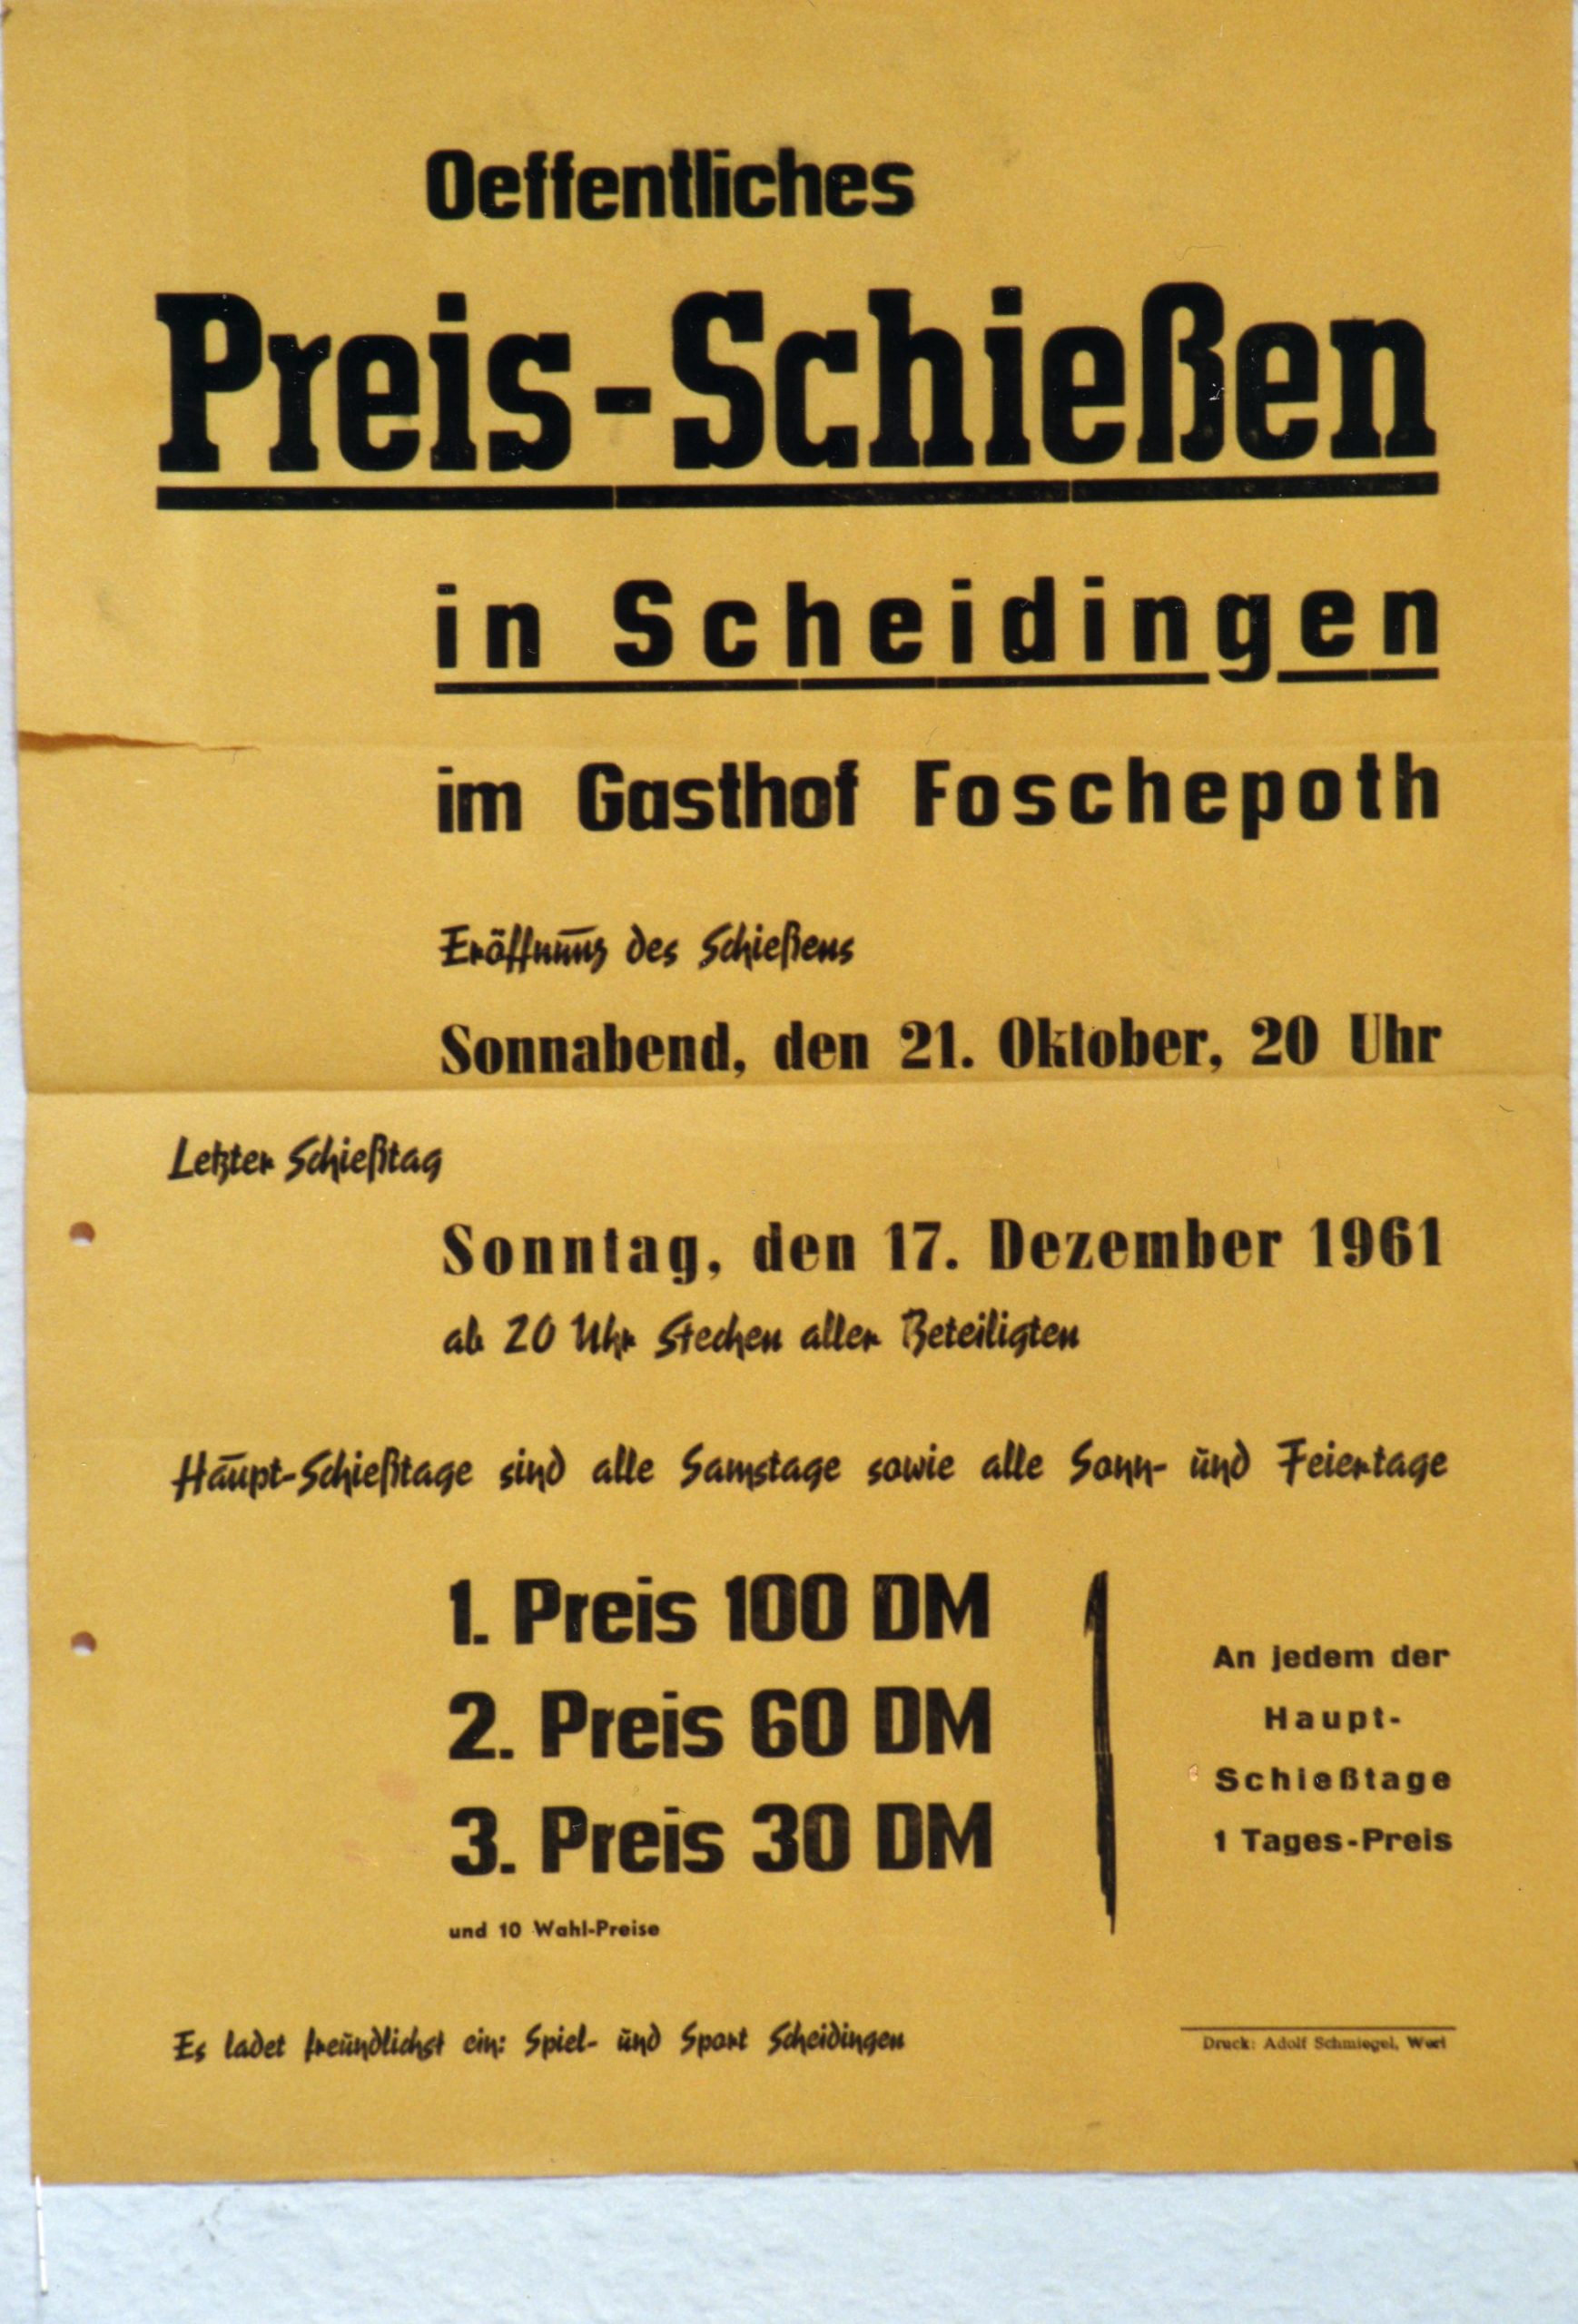 Oeffentliches
Preis-Schießen
in Scheidingen
im Gasthof Foschepoth
Eröffnung des Schießens
Sonnabend, den 21. Oktober, 20 Uhr
Letzter Schießtag
Sonntag, den 17. Dezember 1961
ab 20 Uhr Stechen aller Beteiligten
Haupt-Schießtage sind alle Samstage sowie alle Sonn- und Feiertage
1. Preis 100 DM
2. Preis 60 DM
3. Preis 30 DM
und 10 Wahl-Preise
An jedem der
Haupt-
Schießtage
1 Tages-Preis
Es ladet freundlichst ein: Spiel- und Sport Scheidingen
Druck: Adolf Schmiegel, Werl